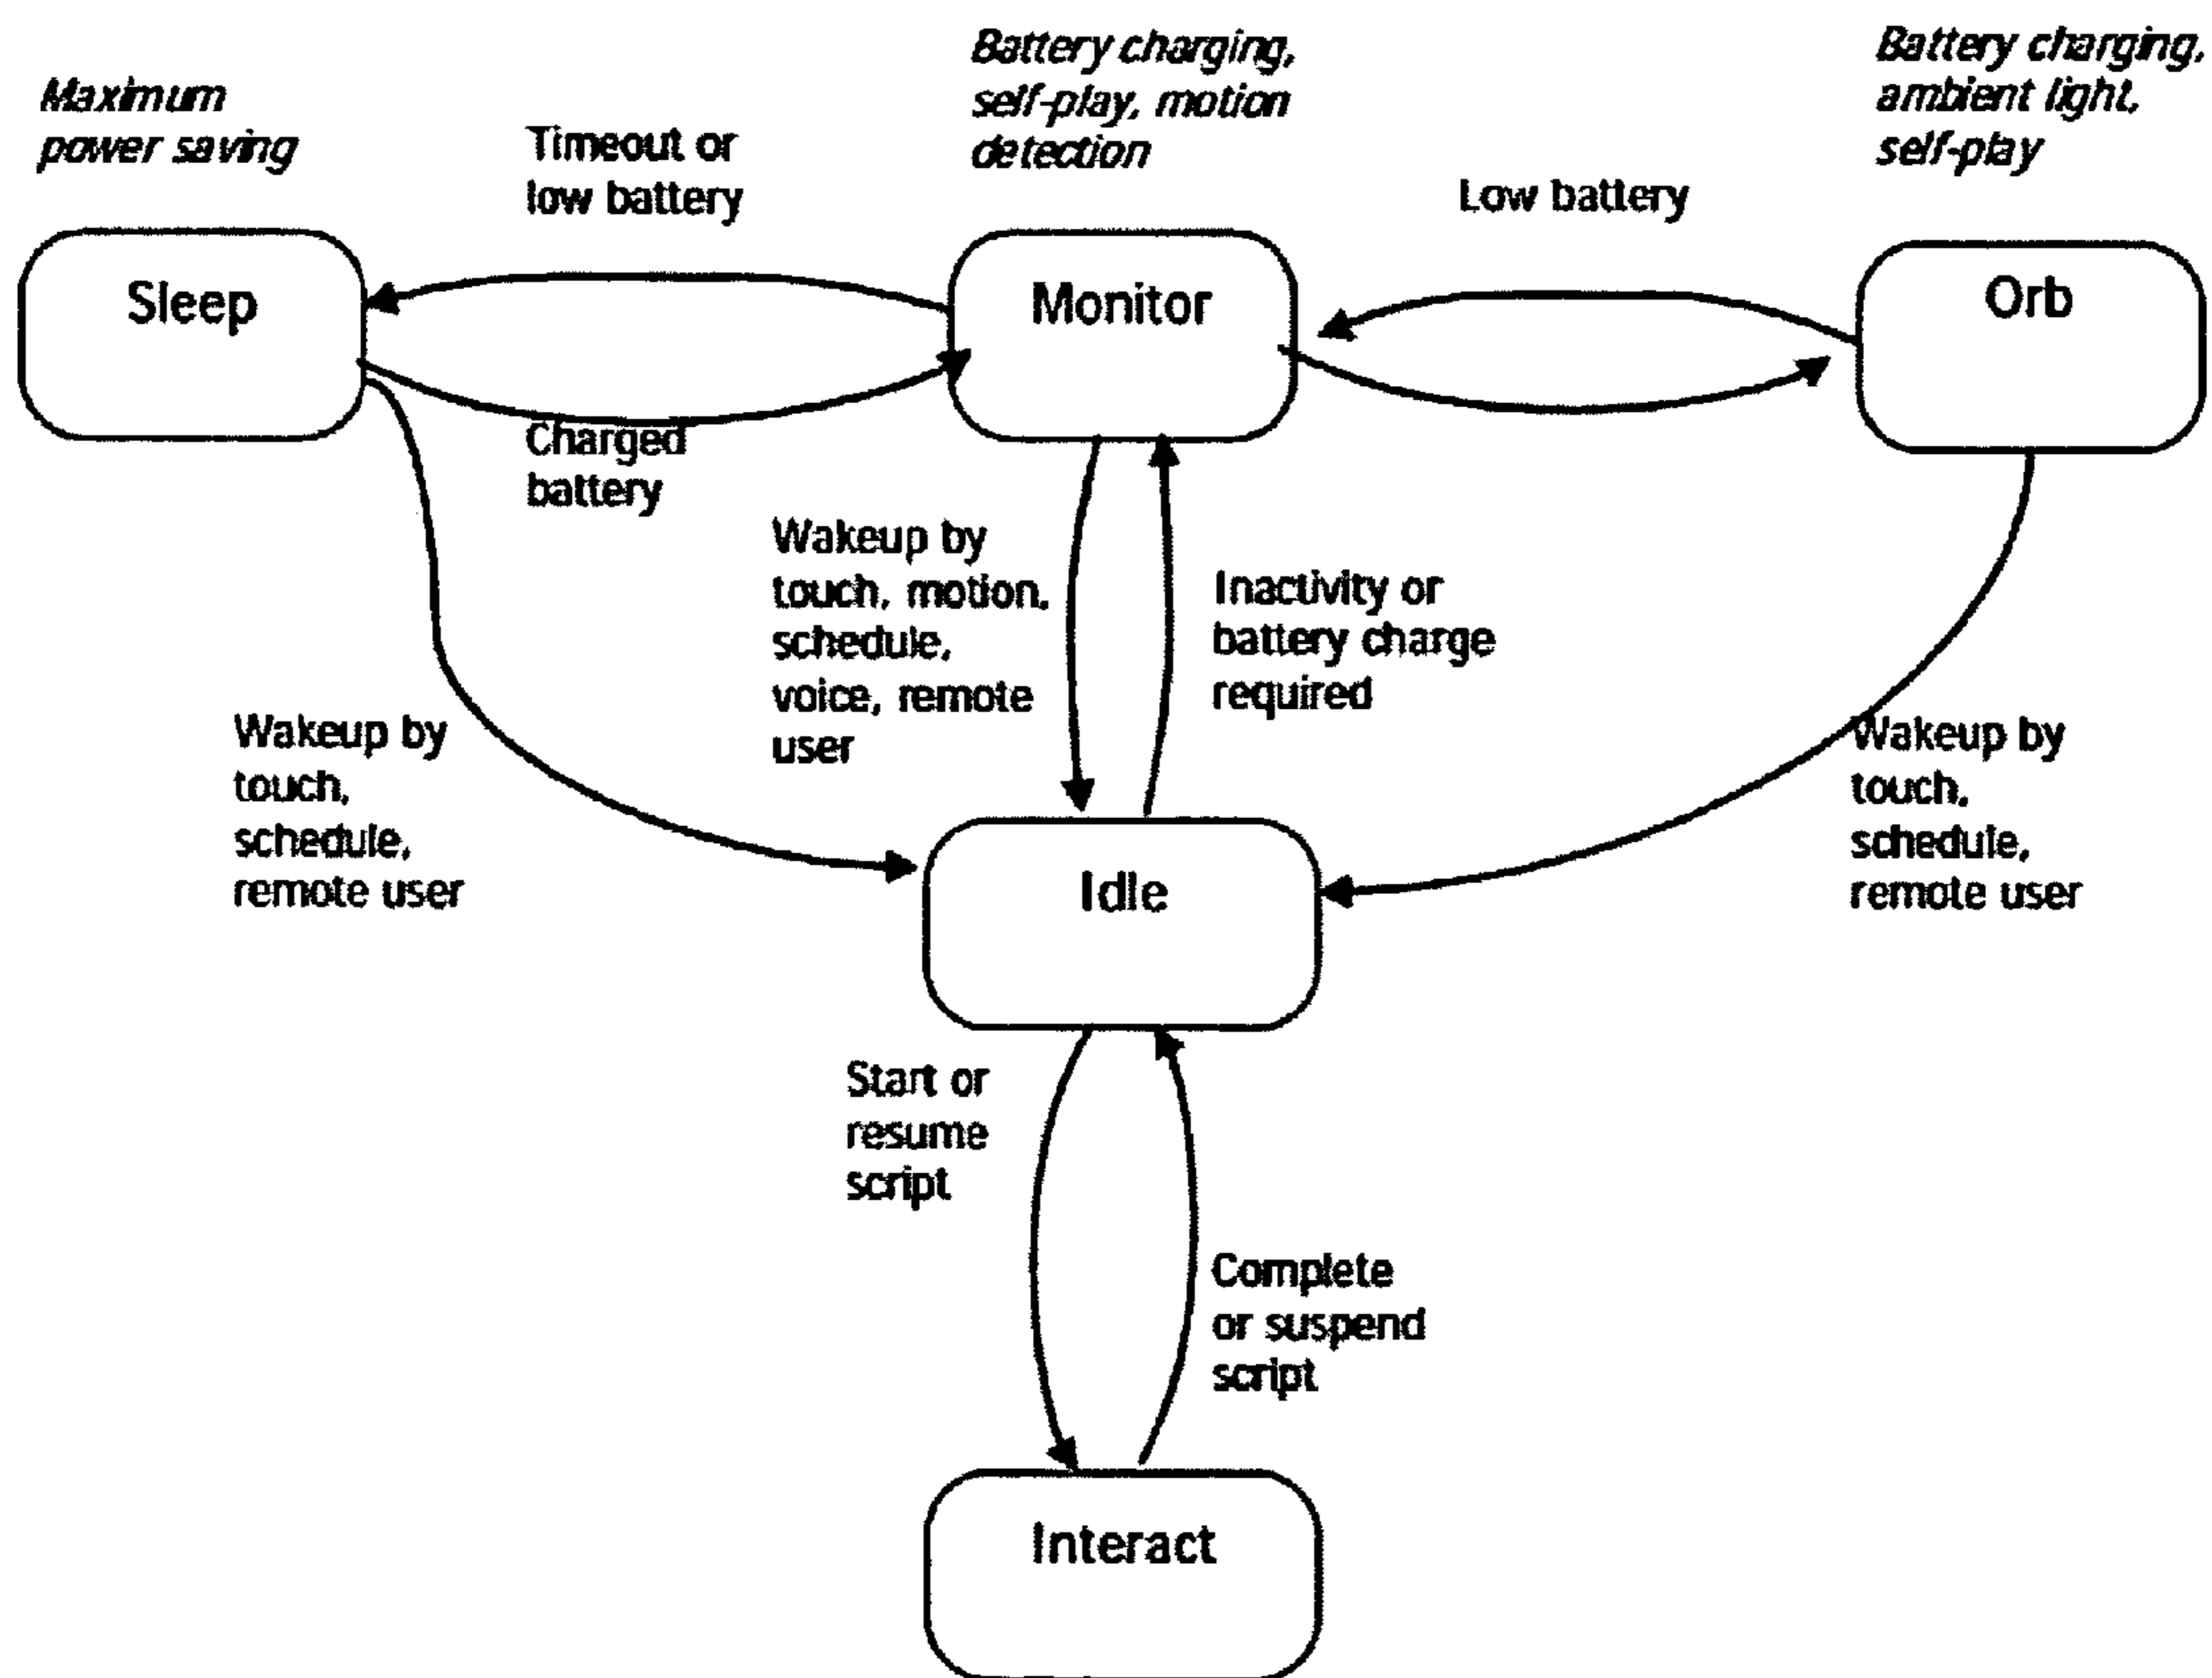 Maximum
power saving
Timeout or
low battery
Battery charging,
self-play, motion
detection
Low battery
Battery charging,
ambient light,
self-play
Sleep
Monitor
Orb
Charged
battery
Wakeup by
touch, motion,
schedule,
voice, remote
user
Inactivity or
battery charge
required
Wakeup by
touch,
schedule,
remote user
Wakeup by
touch,
schedule,
remote user
Idle
Start or
resume
script
Complete
or suspend
script
Interact